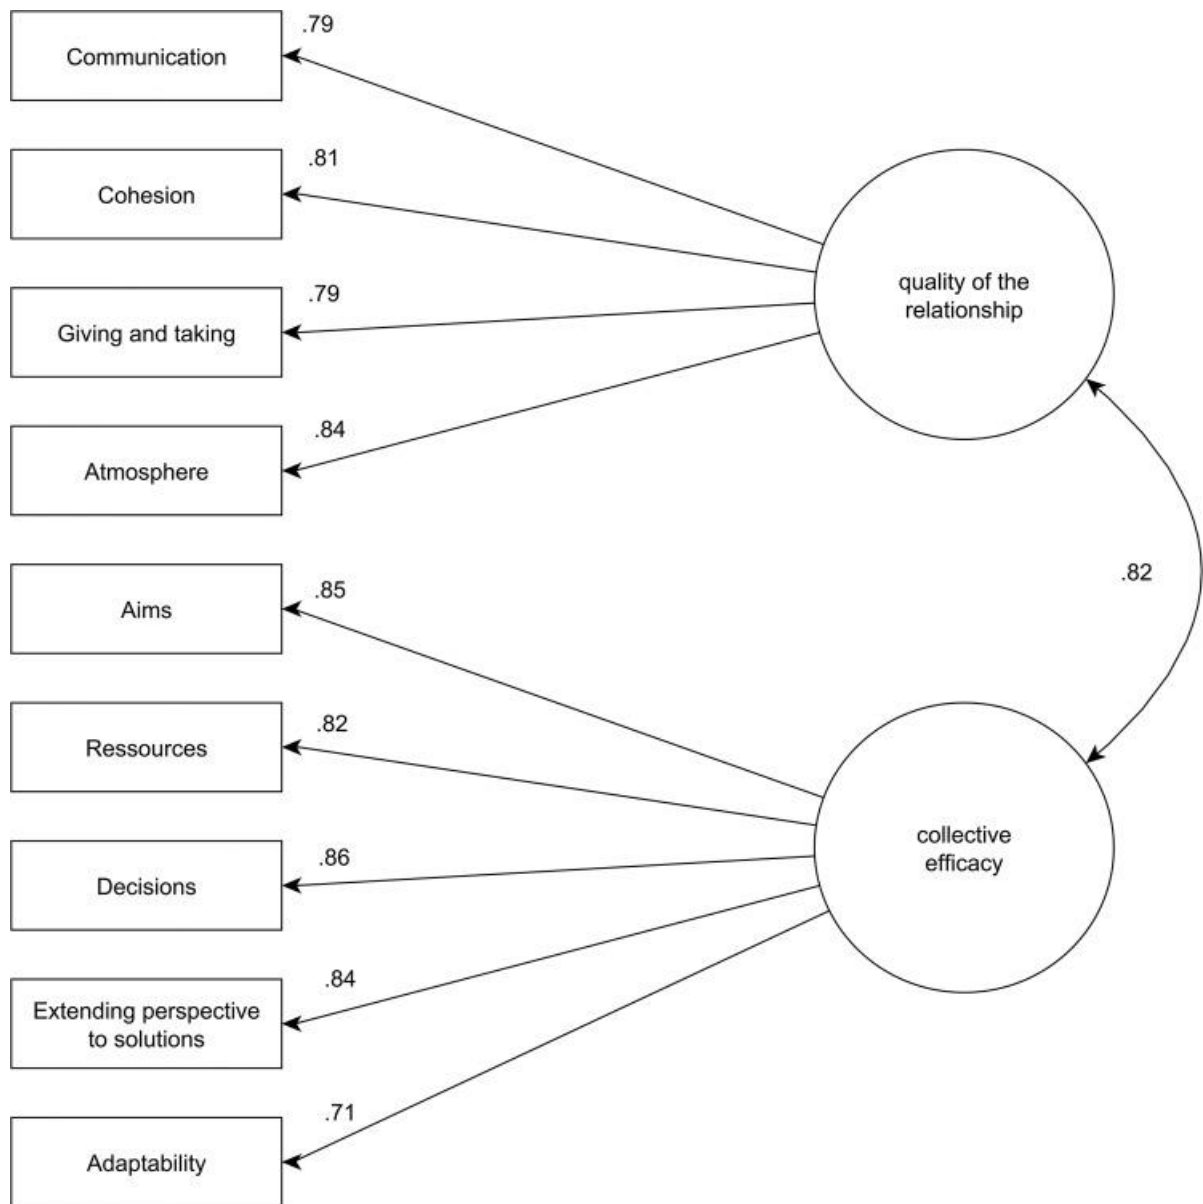 .79
Communication
.81
Cohesion
.79
Giving and taking
.84
Atmosphere
quality of the
relationship
.85
Aims
.82
.82
Ressources
.86
Decisions
collective
efficacy
.84
Extending perspective
to solutions
.71
Adaptability